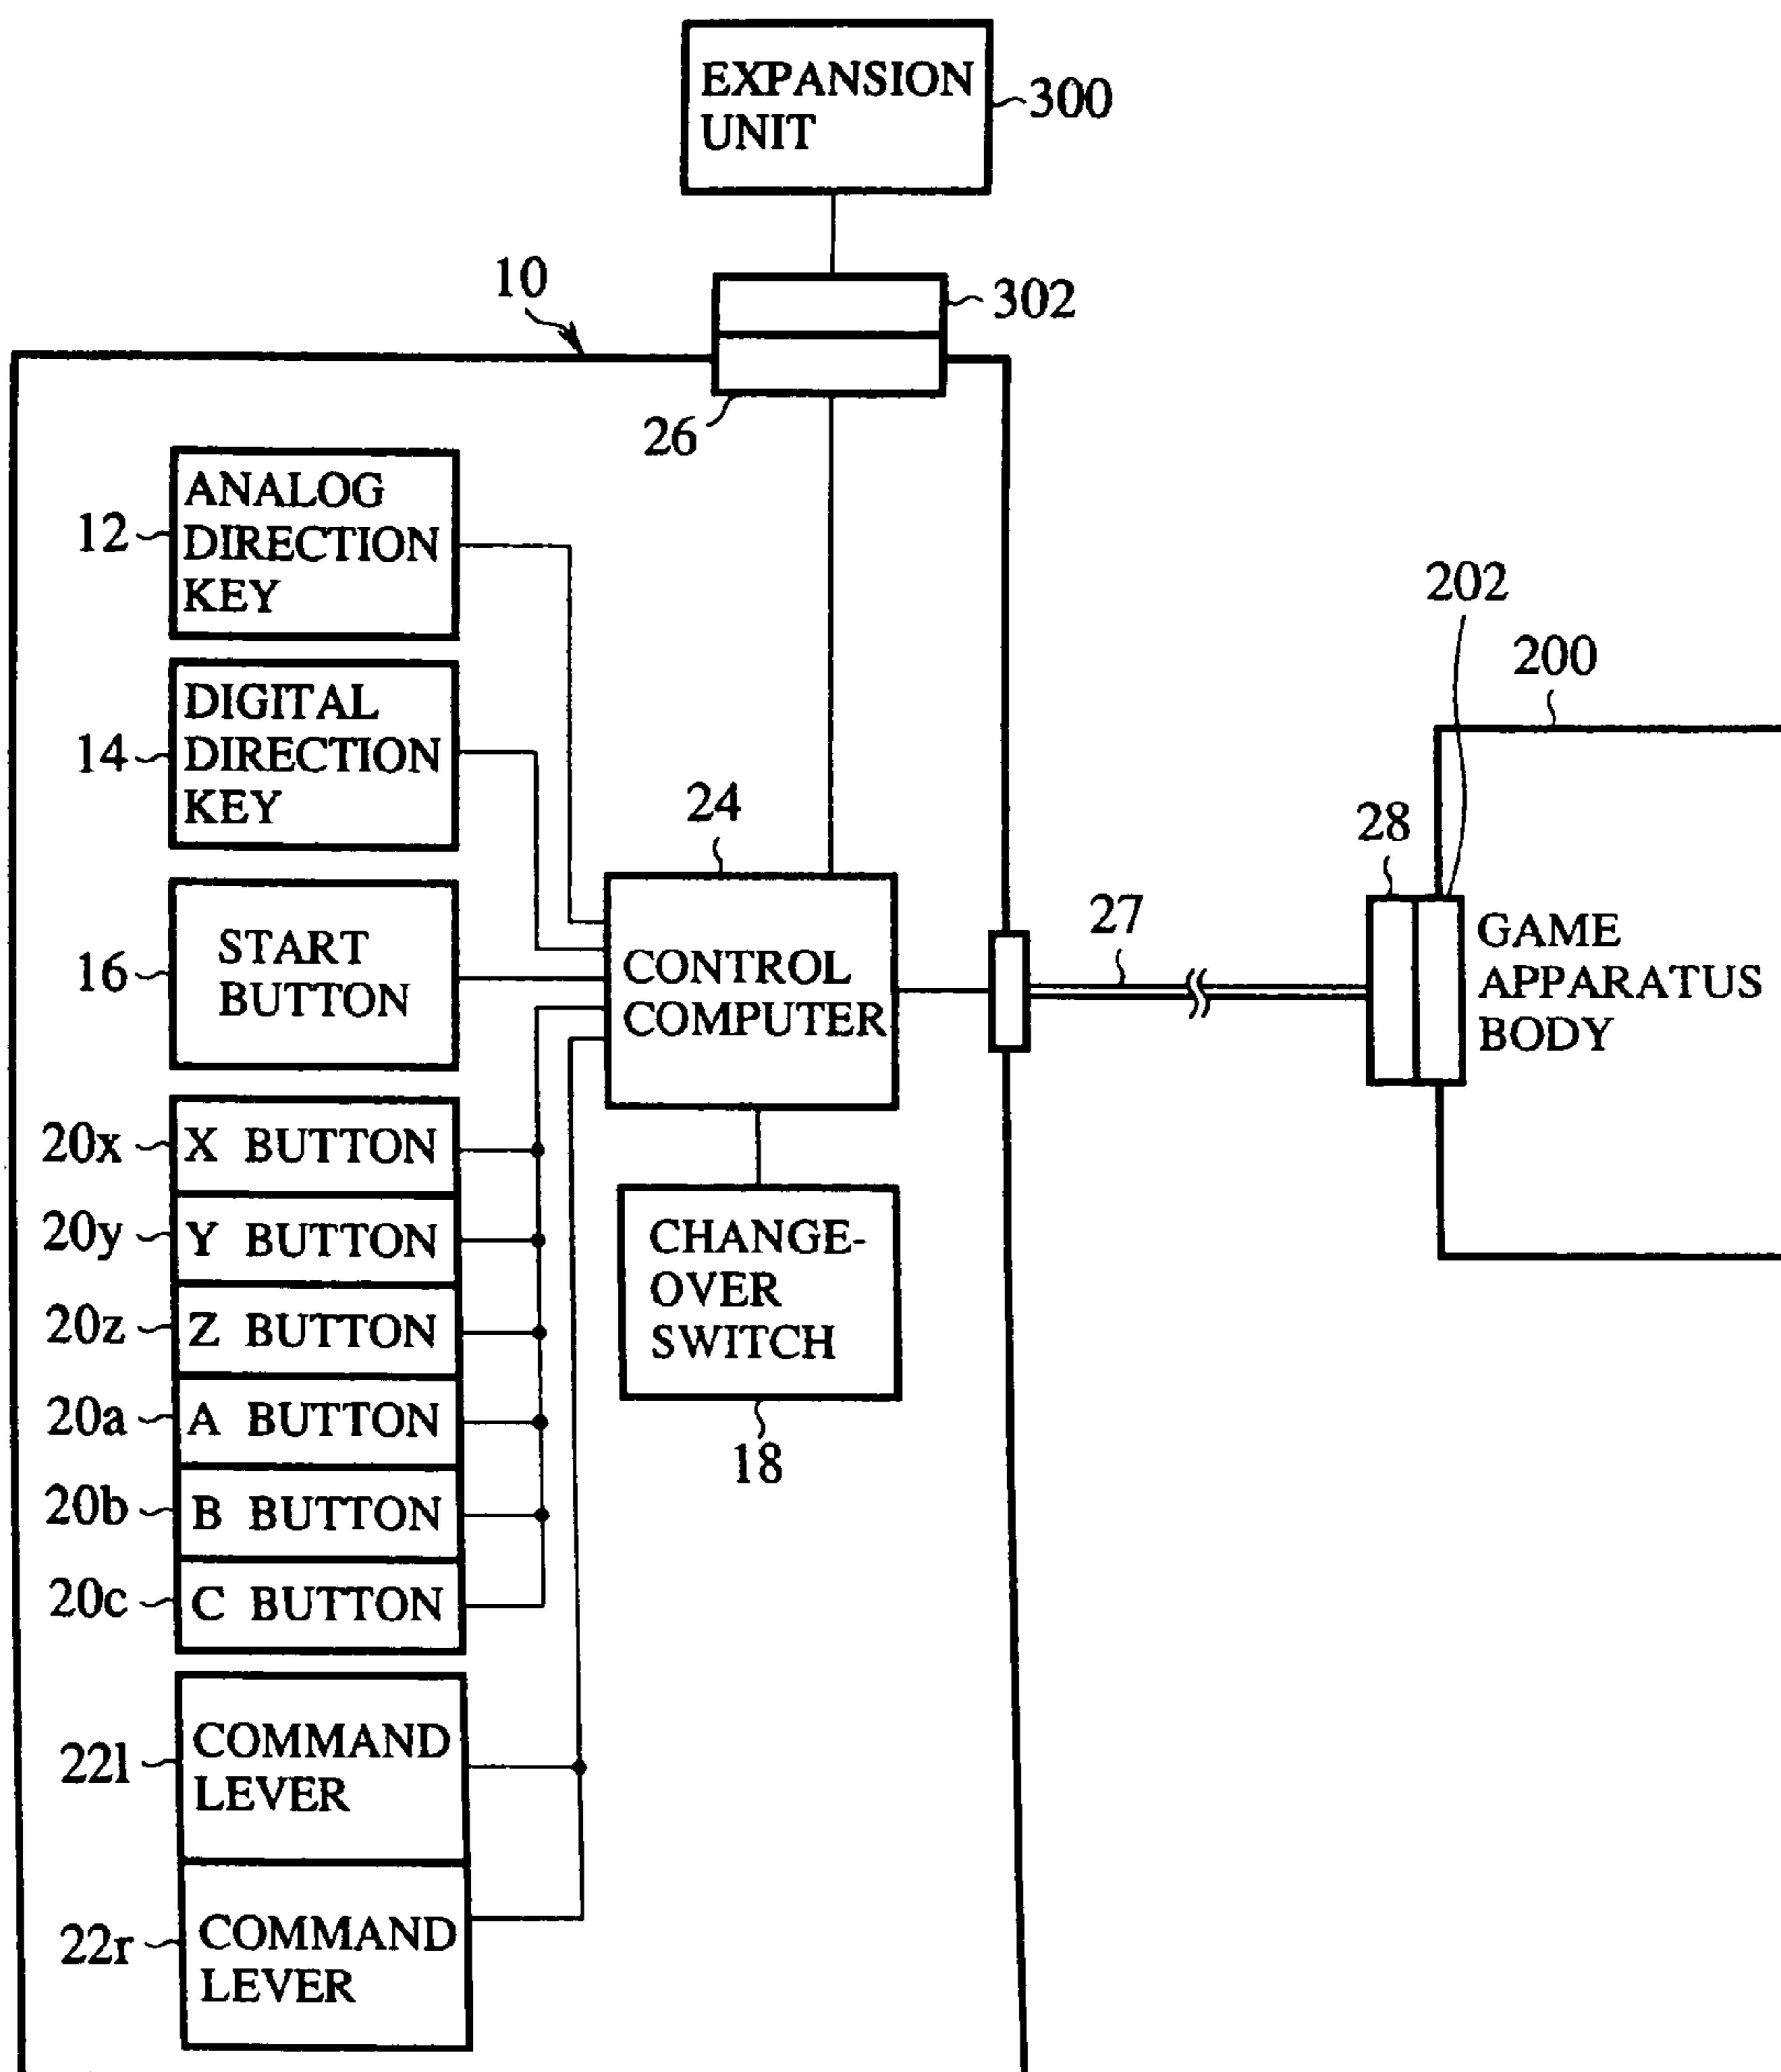 EXPANSION
UNIT
300
10
302
26
ANALOG
DIRECTION
KEY
12
202
200
DIGITAL
DIRECTION
KEY
14
24
28
START
BUTTON
16
CONTROL
COMPUTER
27
GAME
APPARATUS
BODY
20x
X BUTTON
20y
Y BUTTON
20z
Z BUTTON
20a
A BUTTON
20b
B BUTTON
20c
C BUTTON
CHANGE-
OVER
SWITCH
18
22l
COMMAND
LEVER
22r
COMMAND
LEVER